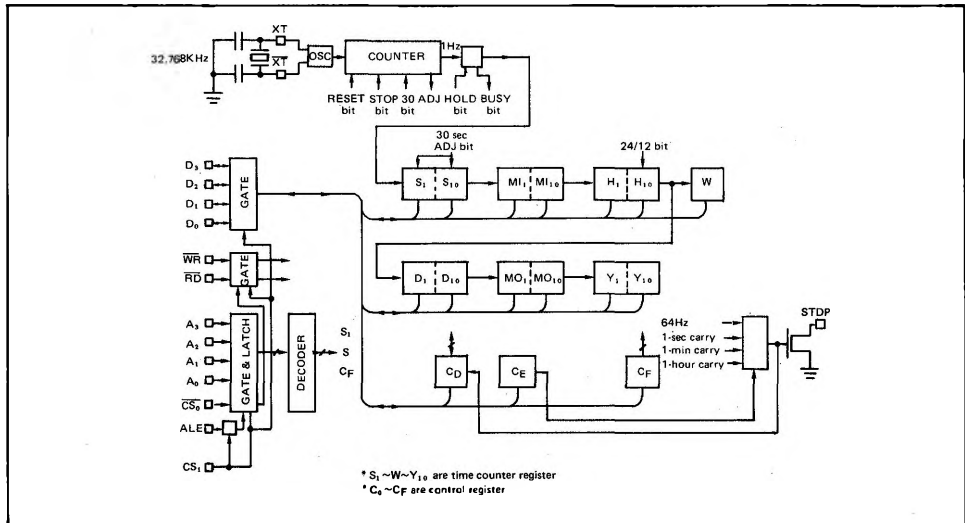 XT
32.768KHz
XT
OSC
COUNTER
1Hz
RESET bit
STOP bit
30 ADJ bit
HOLD bit
BUSY bit
30 sec
ADJ bit
24/12 bit
S₁ S₁₀
MI₁ MI₁₀
H₁ H₁₀
W
D₃
D₂
D₁
D₀
GATE
WR
RD
GATE
D₁ D₁₀
MO₁ MO₁₀
Y₁ Y₁₀
A₃
A₂
A₁
A₀
CS₀
ALE
CS₁
GATE & LATCH
DECODER
S₁
S
CF
CD
CE
CF
64Hz
1-sec carry
1-min carry
1-hour carry
STDP
* S₁ ~W~Y₁₀ are time counter register
* C₀ ~CF are control register